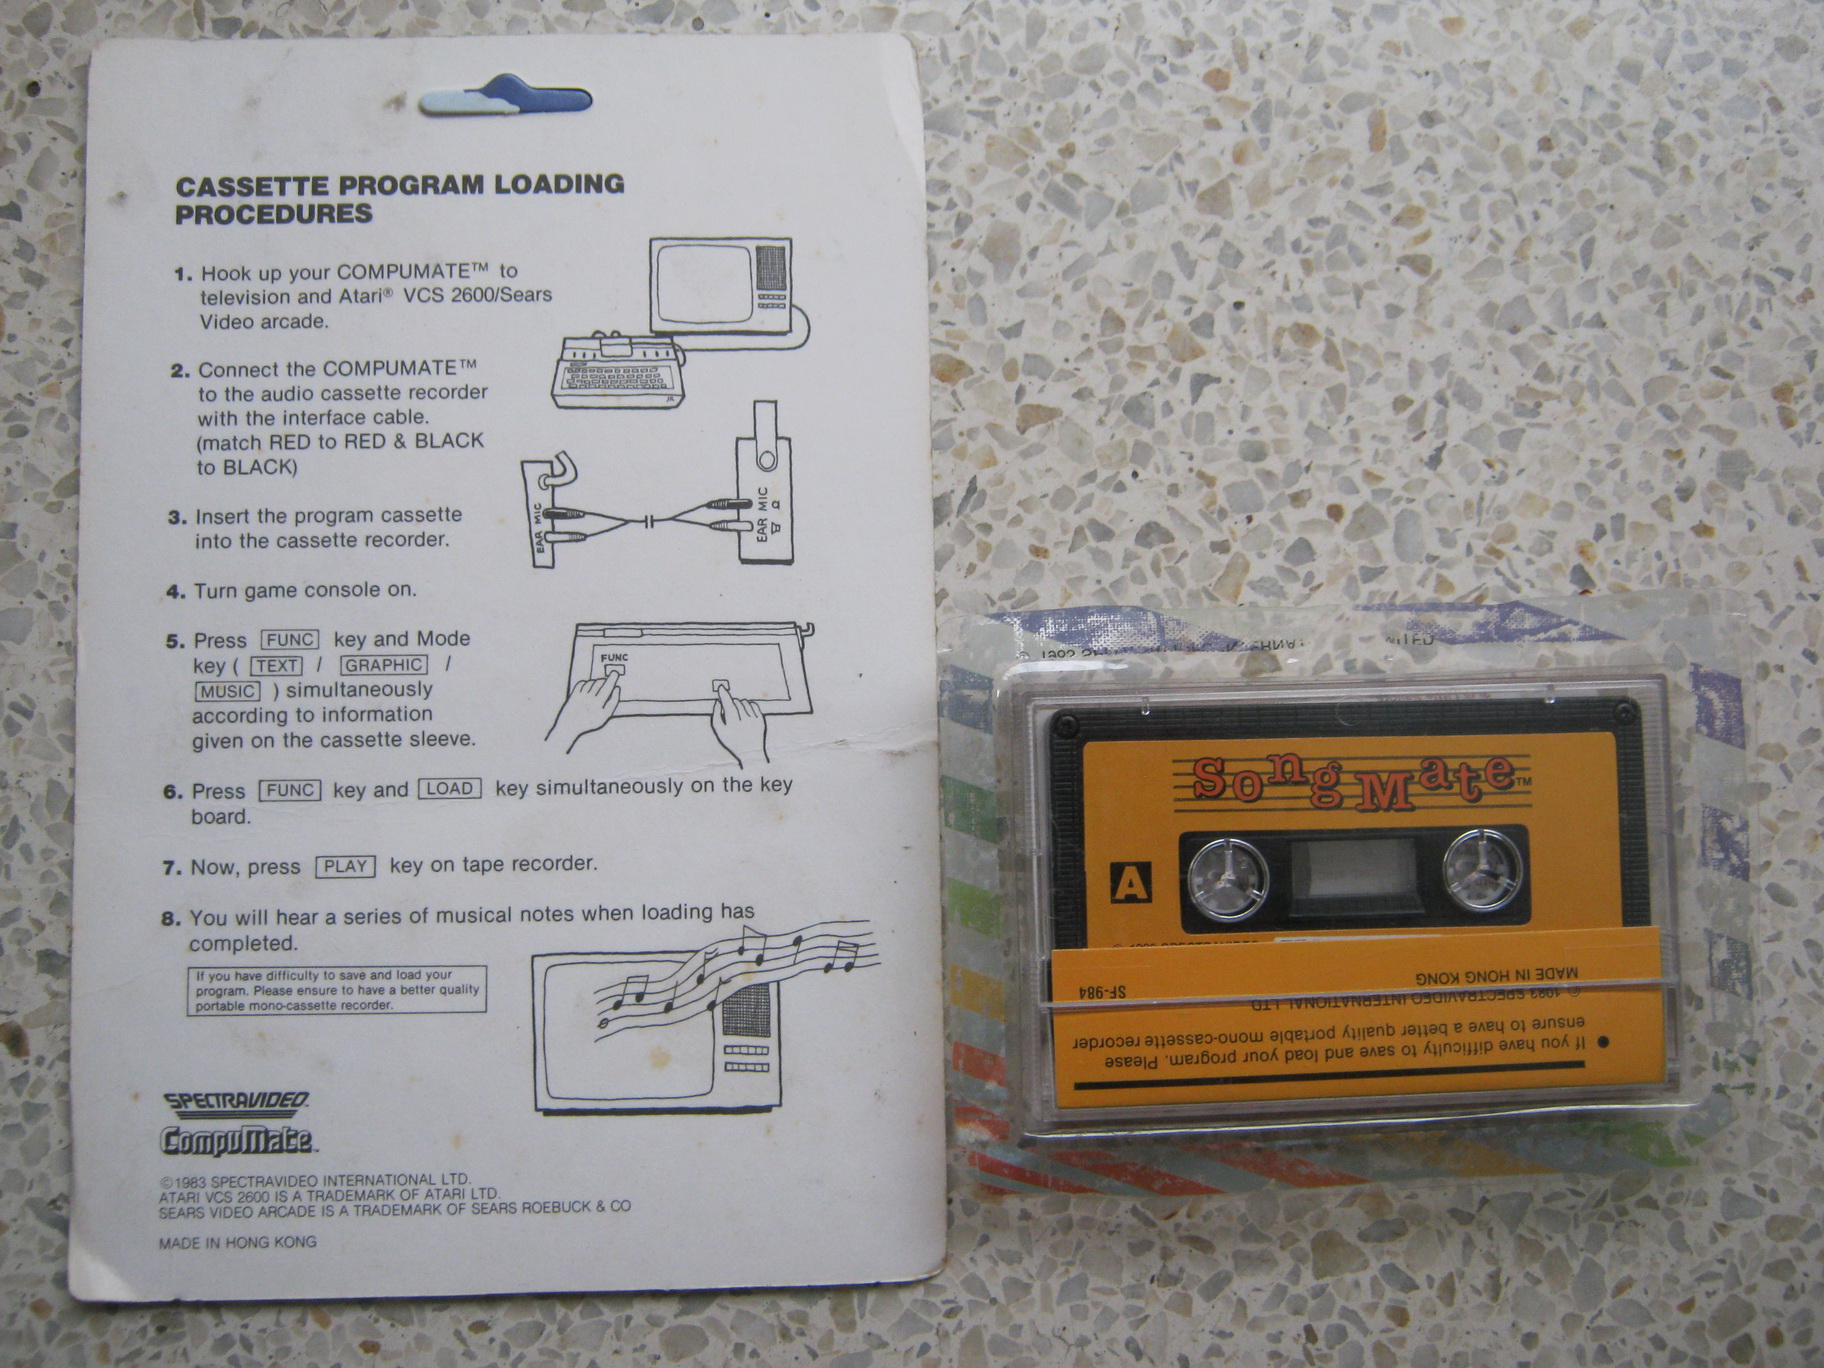 CASSETTE PROGRAM LOADING
PROCEDURES
1. Hook up your COMPUMATE™ to
television and Atari® VCS 2600/Sears
Video arcade.
2. Connect the COMPUMATE™
to the audio cassette recorder
with the interface cable.
(match RED to RED & BLACK
to BLACK)
EAR MIC
EAR MIC
3. Insert the program cassette
into the cassette recorder.
4. Turn game console on.
5. Press FUNC key and Mode
key ( TEXT / GRAPHIC /
MUSIC ) simultaneously
according to information
given on the cassette sleeve.
FUNC
6. Press FUNC key and LOAD key simultaneously on the key
board.
7. Now, press PLAY key on tape recorder.
8. You will hear a series of musical notes when loading has
completed.
If you have difficulty to save and load your
program. Please ensure to have a better quality
portable mono-cassette recorder.
SPECTRAVIDEO
CompuMate™
©1983 SPECTRAVIDEO INTERNATIONAL LTD.
ATARI VCS 2600 IS A TRADEMARK OF ATARI LTD.
SEARS VIDEO ARCADE IS A TRADEMARK OF SEARS ROEBUCK & CO
MADE IN HONG KONG
Song Mate™
A
• If you have difficulty to save and load your program. Please
ensure to have a better quality portable mono-cassette recorder
© 1983 SPECTRAVIDEO INTERNATIONAL LTD
MADE IN HONG KONG
SF-984